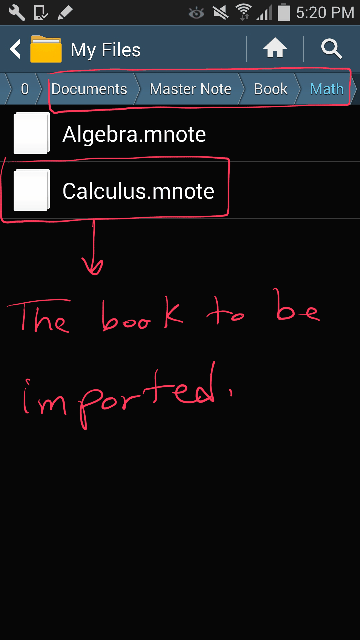 5:20 PM
My Files
0 Documents Master Note Book Math
Algebra.mnote
Calculus.mnote
The book to be
imported.